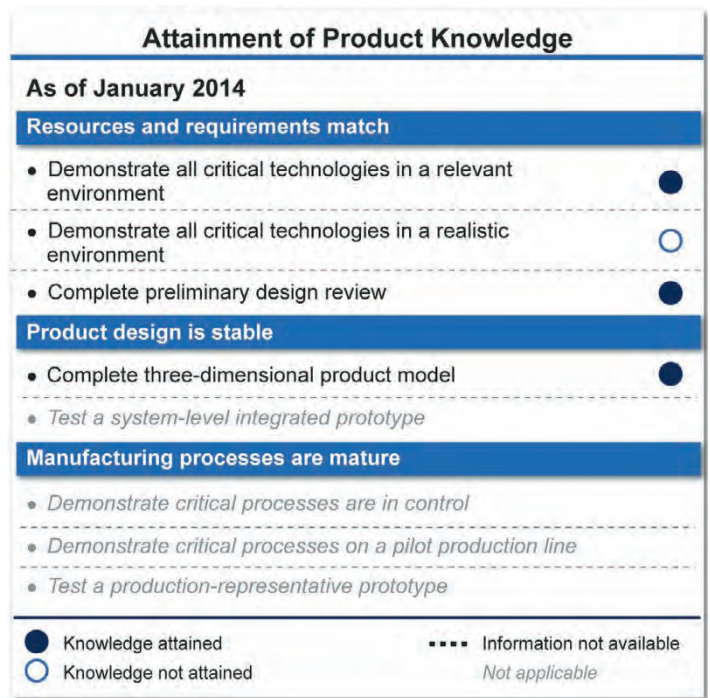 Attainment of Product Knowledge
As of January 2014
Resources and requirements match
• Demonstrate all critical technologies in a relevant
environment
• Demonstrate all critical technologies in a realistic
environment
• Complete preliminary design review
Product design is stable
• Complete three-dimensional product model
• Test a system-level integrated prototype
Manufacturing processes are mature
• Demonstrate critical processes are in control
• Demonstrate critical processes on a pilot production line
• Test a production-representative prototype
Knowledge attained
Information not available
Knowledge not attained
Not applicable